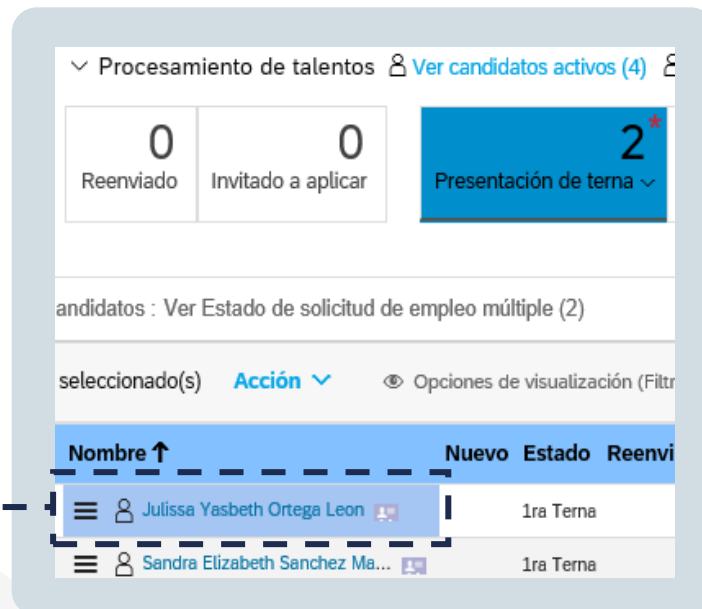 Procesamiento de talentos Ver candidatos activos (4)
0 0 2*
Reenviado Invitado a aplicar Presentación de terna
andidatos : Ver Estado de solicitud de empleo múltiple (2)
seleccionado(s) Acción Opciones de visualización (Filtr
Nombre ↑ Nuevo Estado Reenvi
Julissa Yasbeth Ortega Leon 1ra Terna
Sandra Elizabeth Sanchez Ma... 1ra Terna